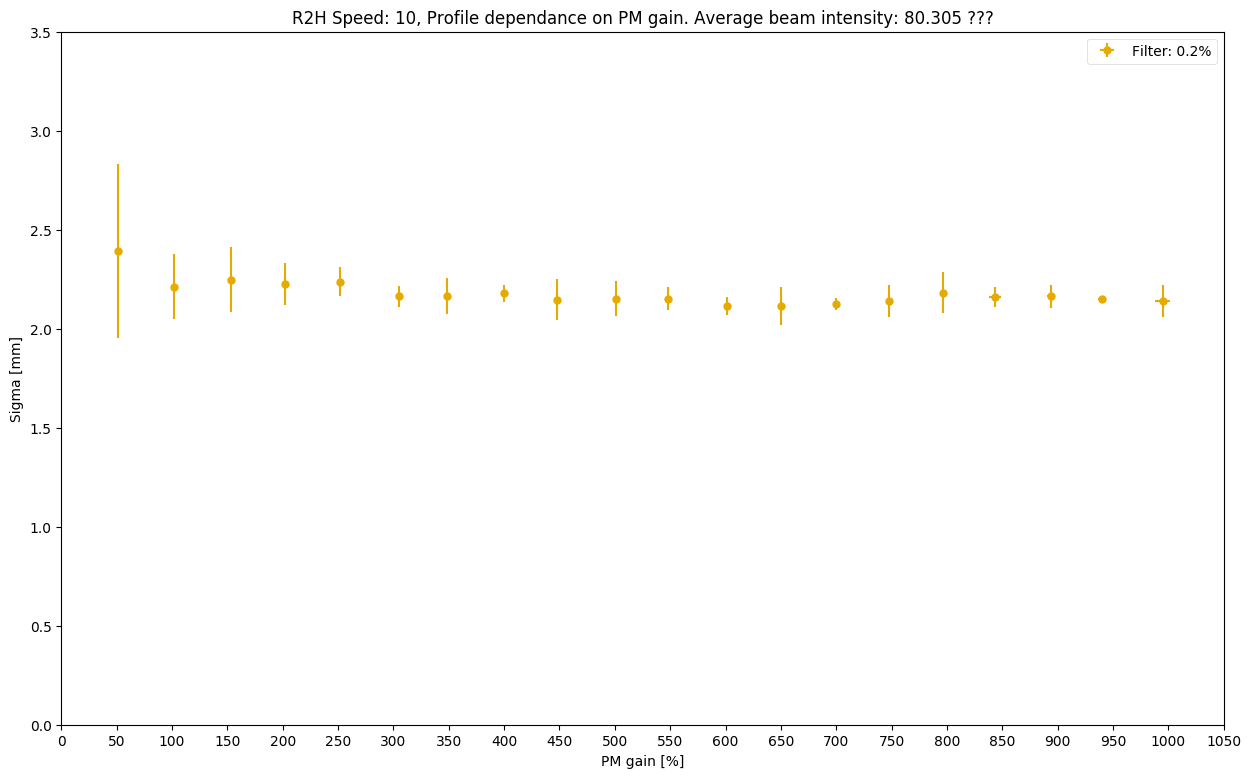 R2H Speed: 10, Profile dependance on PM gain. Average beam intensity: 80.305 ???
Filter: 0.2%
3.5
3.0
2.5
2.0
1.5
1.0
0.5
0.0
Sigma [mm]
0 50 100 150 200 250 300 350 400 450 500 550 600 650 700 750 800 850 900 950 1000 1050
PM gain [%]